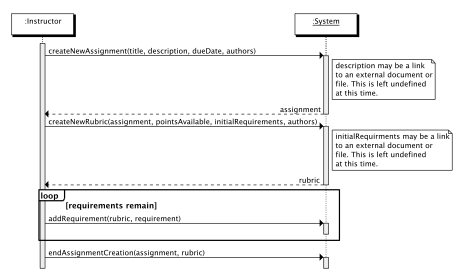 :Instructor
:System
createNewAssignment(title, description, dueDate, authors)
description may be a link
to an external document or
file. This is left undefined
at this time.
assignment
createNewRubric(assignment, pointsAvailable, initialRequirements, authors)
initialRequirments may be a link
to an external document or
file. This is left undefined
at this time.
rubric
loop
[requirements remain]
addRequirement(rubric, requirement)
endAssignmentCreation(assignment, rubric)